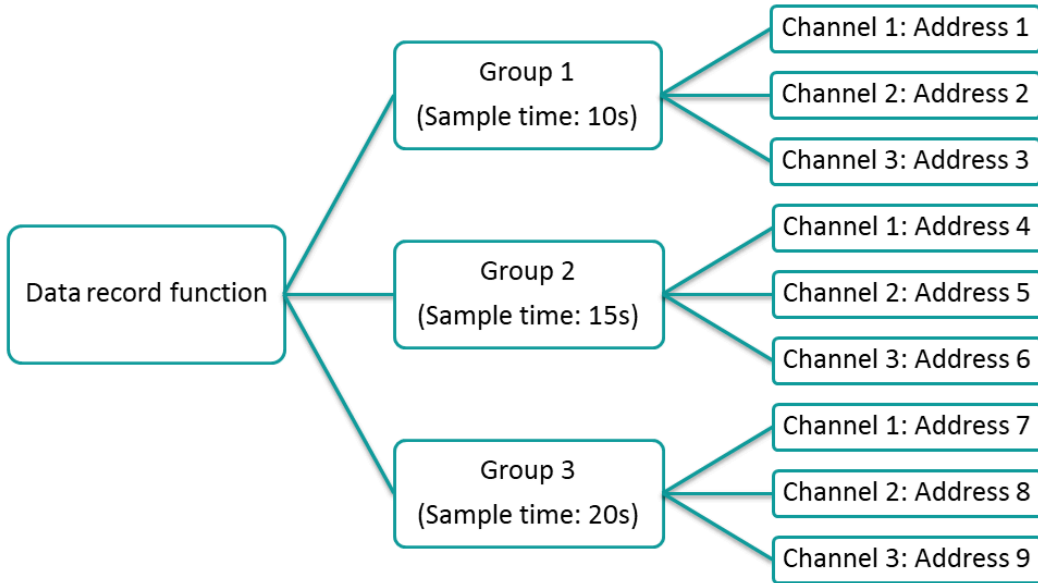 Data record function
Group 1
(Sample time: 10s)
Channel 1: Address 1
Channel 2: Address 2
Channel 3: Address 3
Group 2
(Sample time: 15s)
Channel 1: Address 4
Channel 2: Address 5
Channel 3: Address 6
Group 3
(Sample time: 20s)
Channel 1: Address 7
Channel 2: Address 8
Channel 3: Address 9